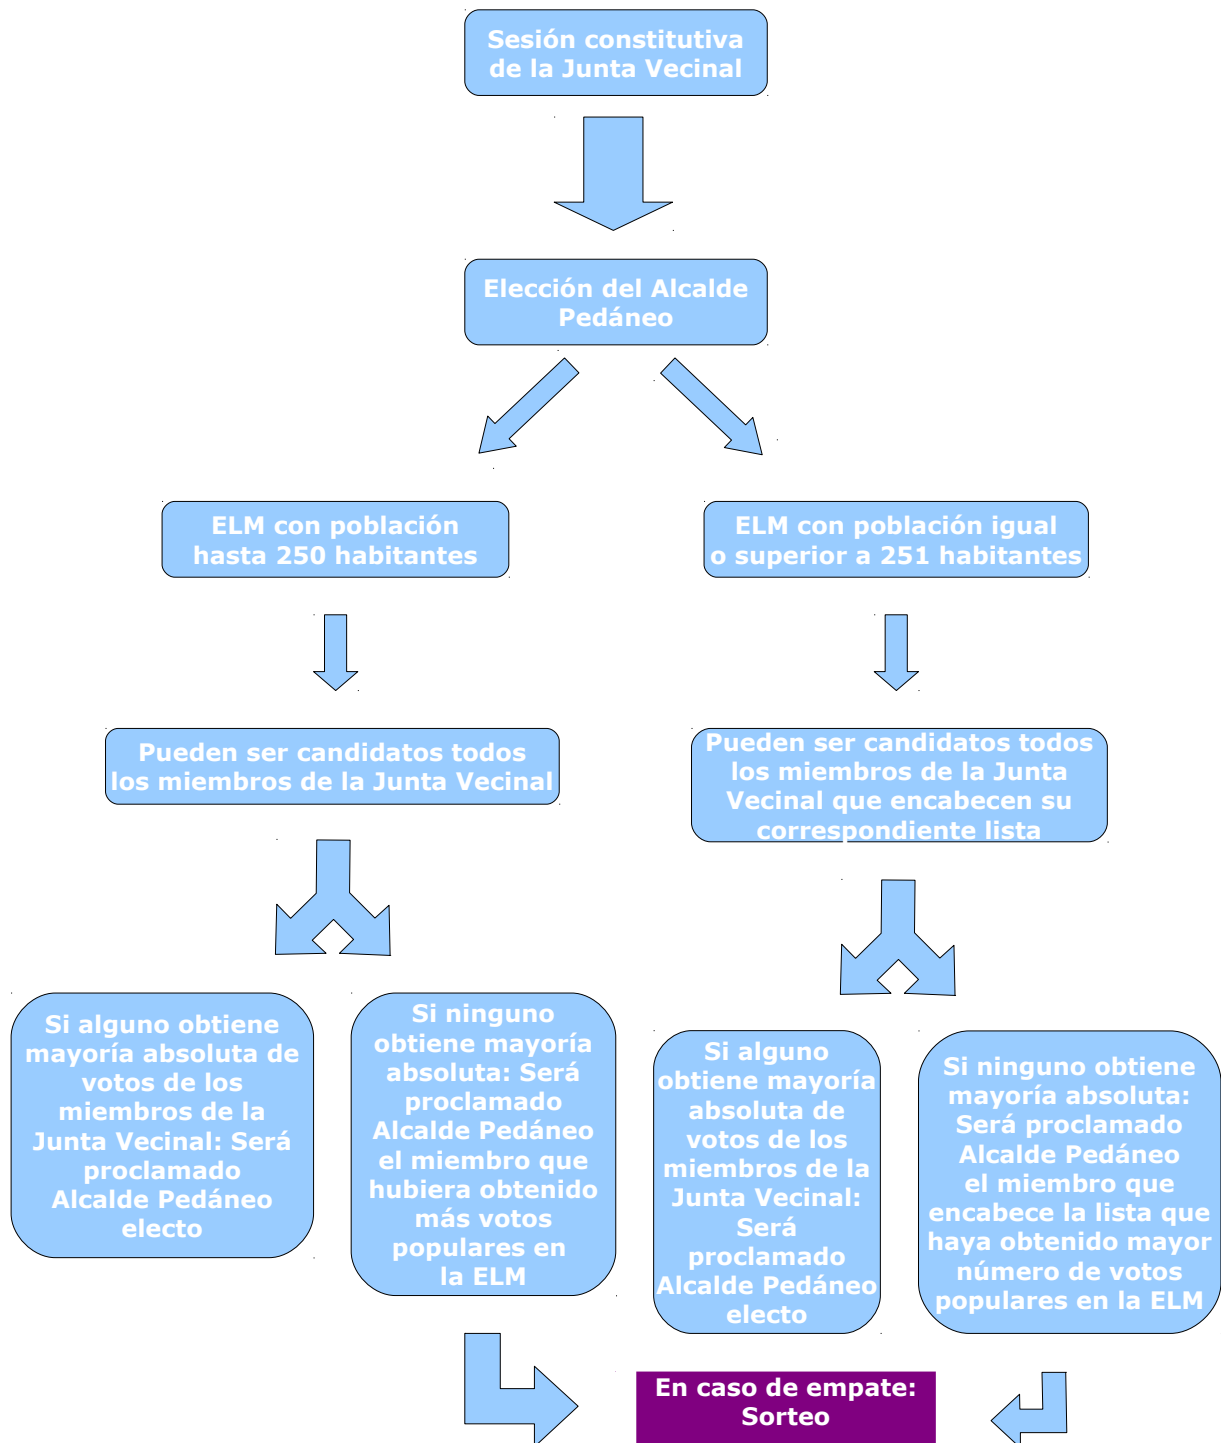 Sesión constitutiva
de la Junta Vecinal
Elección del Alcalde
Pedáneo
ELM con población
hasta 250 habitantes
ELM con población igual
o superior a 251 habitantes
Pueden ser candidatos todos
los miembros de la Junta Vecinal
Pueden ser candidatos todos
los miembros de la Junta
Vecinal que encabecen su
correspondiente lista
Si alguno obtiene
mayoría absoluta de
votos de los
miembros de la
Junta Vecinal: Será
proclamado
Alcalde Pedáneo
electo
Si ninguno
obtiene mayoría
absoluta: Será
proclamado
Alcalde Pedáneo
el miembro que
hubiera obtenido
más votos
populares en
la ELM
Si alguno
obtiene mayoría
absoluta de
votos de los
miembros de la
Junta Vecinal:
Será
proclamado
Alcalde Pedáneo
electo
Si ninguno obtiene
mayoría absoluta:
Será proclamado
Alcalde Pedáneo
el miembro que
encabece la lista que
haya obtenido mayor
número de votos
populares en la ELM
En caso de empate:
Sorteo